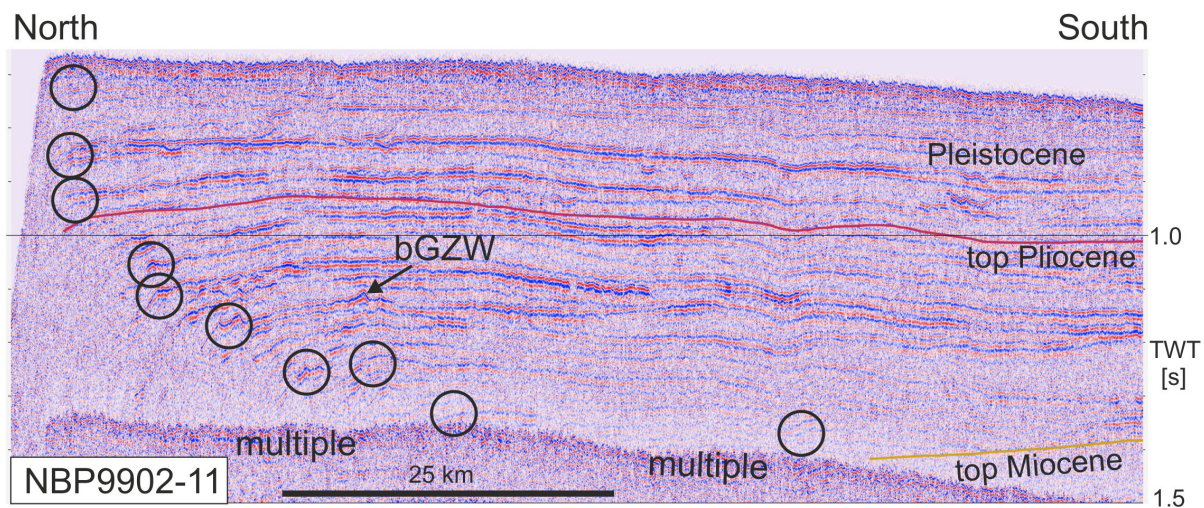 North
South
Pleistocene
1.0
bGZW
top Pliocene
TWT
[s]
multiple
25 km
multiple
top Miocene
NBP9902-11
1.5